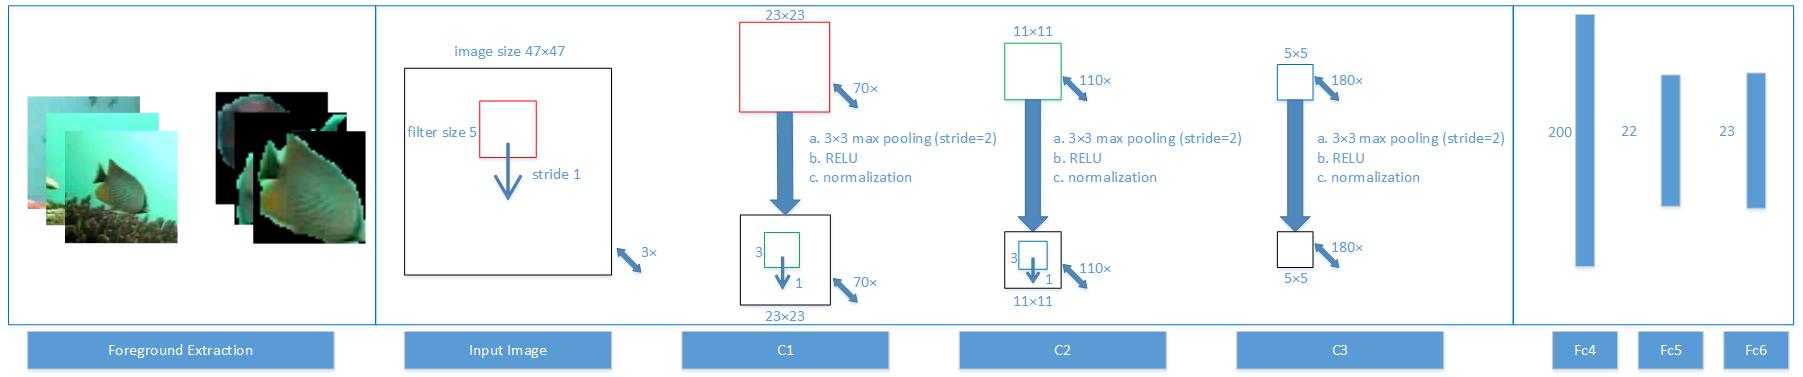 image size 47×47
filter size 5
stride 1
3×
23×23
70×
a. 3×3 max pooling (stride=2)
b. RELU
c. normalization
3
1
70×
23×23
11×11
110×
a. 3×3 max pooling (stride=2)
b. RELU
c. normalization
3
1
110×
11×11
5×5
180×
a. 3×3 max pooling (stride=2)
b. RELU
c. normalization
180×
5×5
200
22
23
Foreground Extraction
Input Image
C1
C2
C3
Fc4
Fc5
Fc6